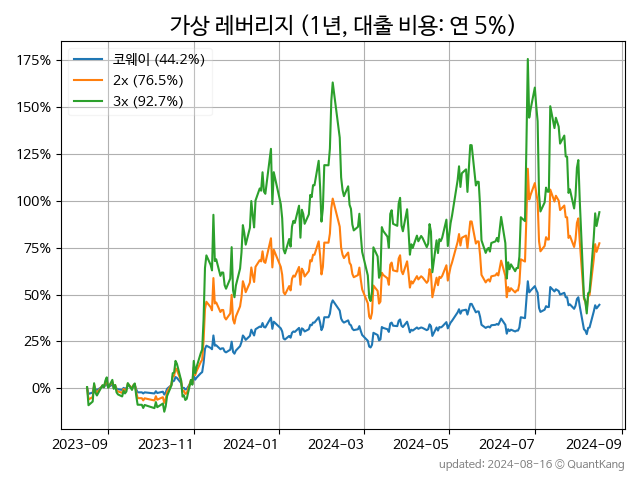 가상 레버리지 (1년, 대출 비용: 연 5%)
175%
150%
125%
100%
75%
50%
25%
0%
코웨이 (44.2%)
2x (76.5%)
3x (92.7%)
2023-09 2023-11 2024-01 2024-03 2024-05 2024-07 2024-09
updated: 2024-08-16 © QuantKang